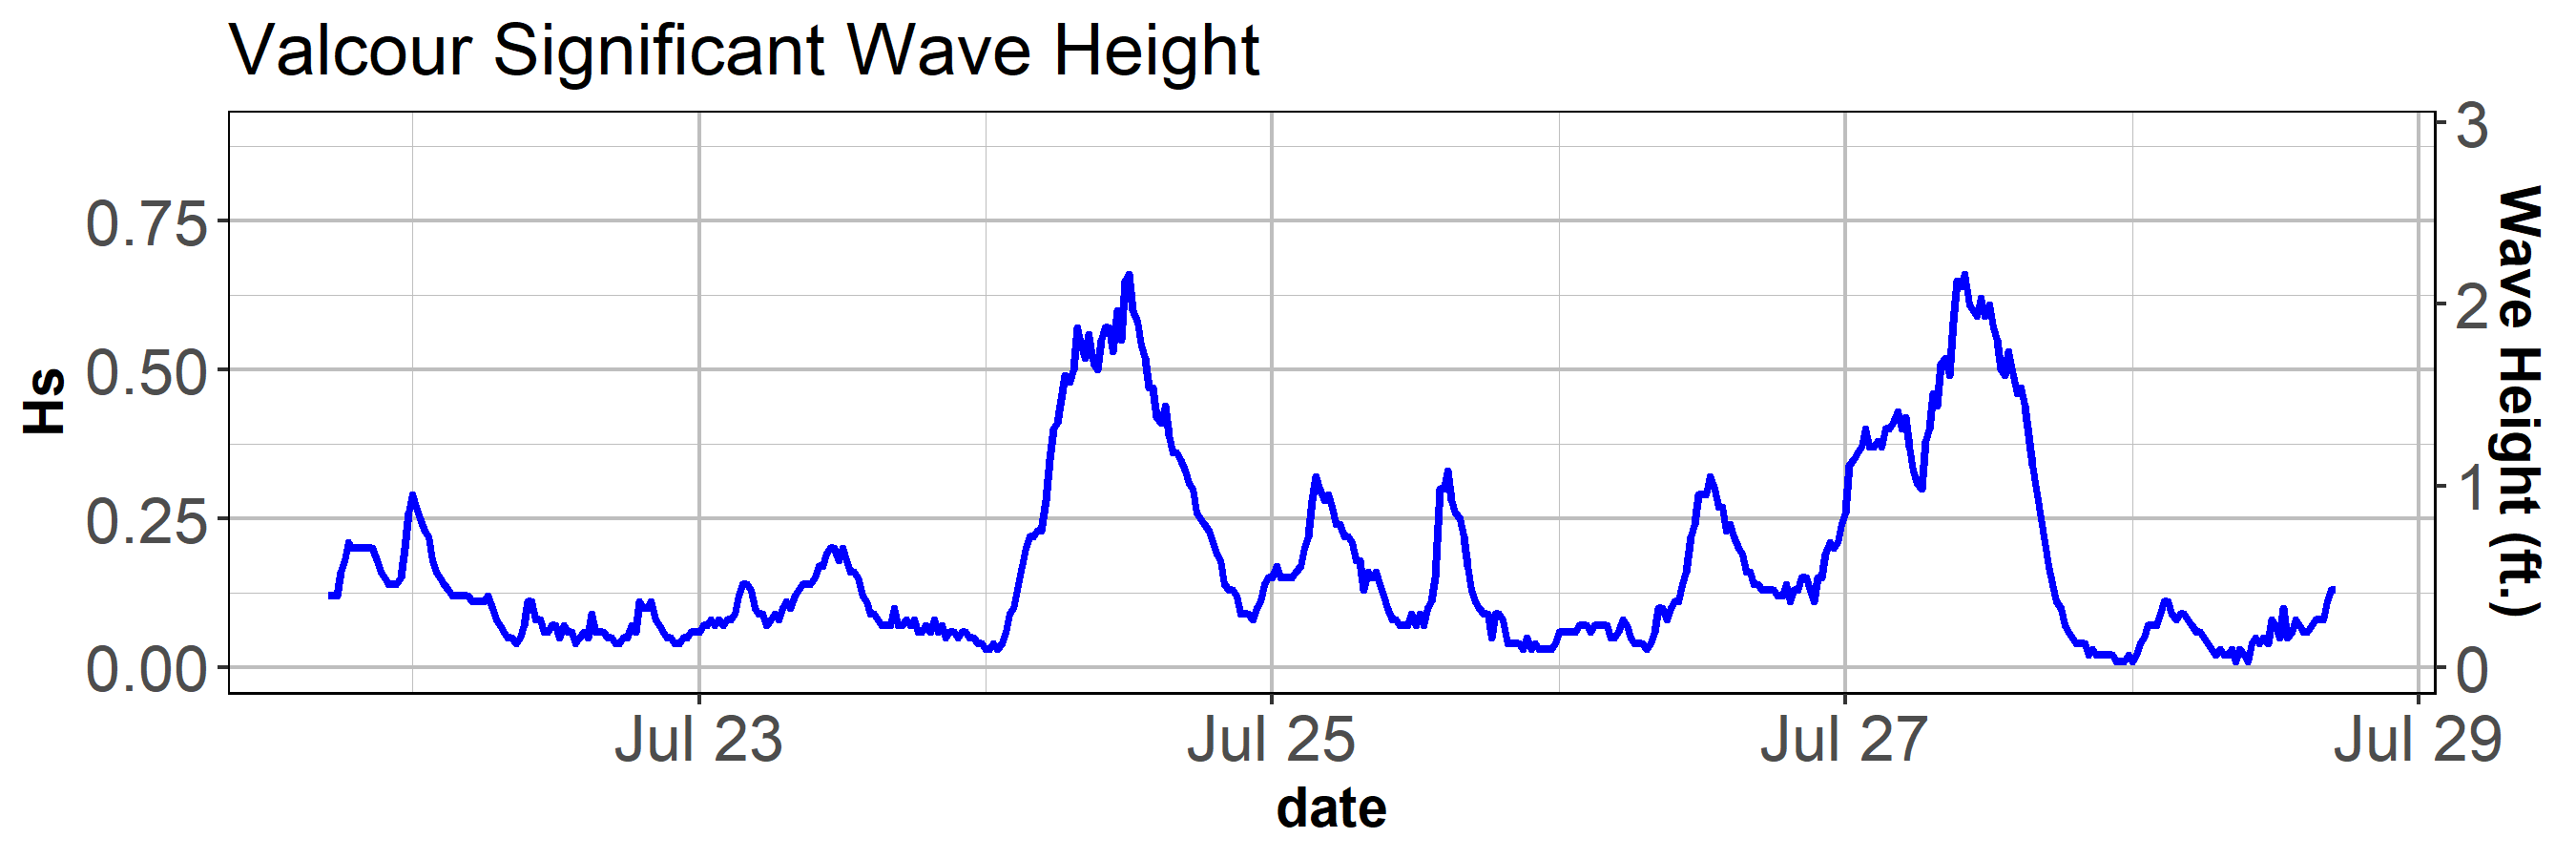 Valcour Significant Wave Height
Hs
0.75
0.50
0.25
0.00
3
2
1
0
Wave Height (ft.)
Jul 23 Jul 25 Jul 27 Jul 29
date